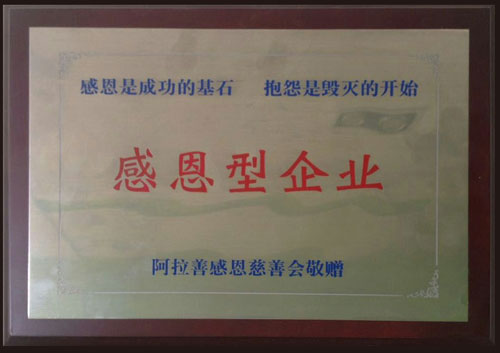 感恩是成功的基石 抱怨是毁灭的开始
感恩型企业
阿拉善感恩慈善会敬赠